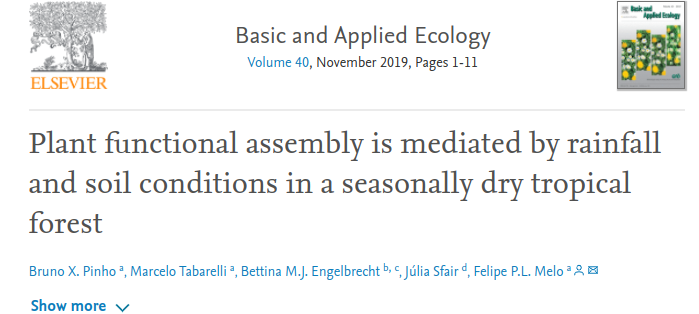 Basic and Applied Ecology
Volume 40, November 2019, Pages 1-11
ELSEVIER
Basic and
Applied Ecology
Plant functional assembly is mediated by rainfall
and soil conditions in a seasonally dry tropical
forest
Bruno X. Pinho a, Marcelo Tabarelli a, Bettina M.J. Engelbrecht b, c, Júlia Sfair d, Felipe P.L. Melo a
Show more